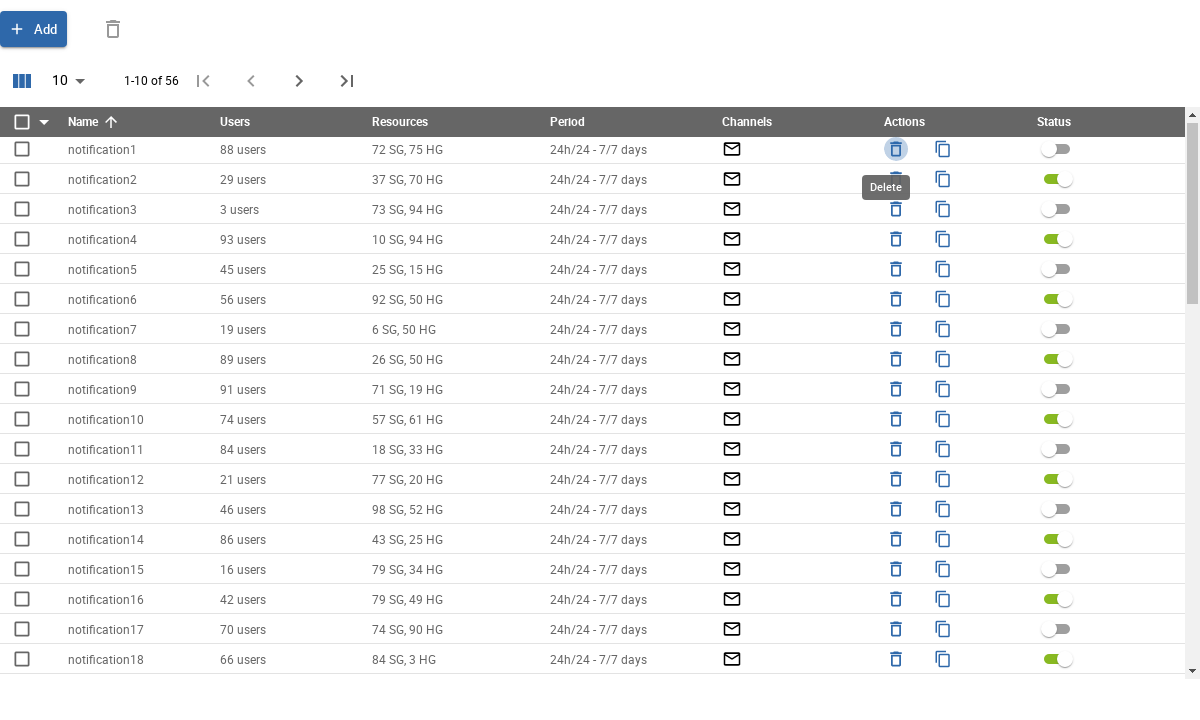 Add
10 1-10 of 56
Name Users Resources Period Channels Actions Status
notification1 88 users 72 SG, 75 HG 24h/24 - 7/7 days
notification2 29 users 37 SG, 70 HG 24h/24 - 7/7 days
Delete
notification3 3 users 73 SG, 94 HG 24h/24 - 7/7 days
notification4 93 users 10 SG, 94 HG 24h/24 - 7/7 days
notification5 45 users 25 SG, 15 HG 24h/24 - 7/7 days
notification6 56 users 92 SG, 50 HG 24h/24 - 7/7 days
notification7 19 users 6 SG, 50 HG 24h/24 - 7/7 days
notification8 89 users 26 SG, 50 HG 24h/24 - 7/7 days
notification9 91 users 71 SG, 19 HG 24h/24 - 7/7 days
notification10 74 users 57 SG, 61 HG 24h/24 - 7/7 days
notification11 84 users 18 SG, 33 HG 24h/24 - 7/7 days
notification12 21 users 77 SG, 20 HG 24h/24 - 7/7 days
notification13 46 users 98 SG, 52 HG 24h/24 - 7/7 days
notification14 86 users 43 SG, 25 HG 24h/24 - 7/7 days
notification15 16 users 79 SG, 34 HG 24h/24 - 7/7 days
notification16 42 users 79 SG, 49 HG 24h/24 - 7/7 days
notification17 70 users 74 SG, 90 HG 24h/24 - 7/7 days
notification18 66 users 84 SG, 3 HG 24h/24 - 7/7 days